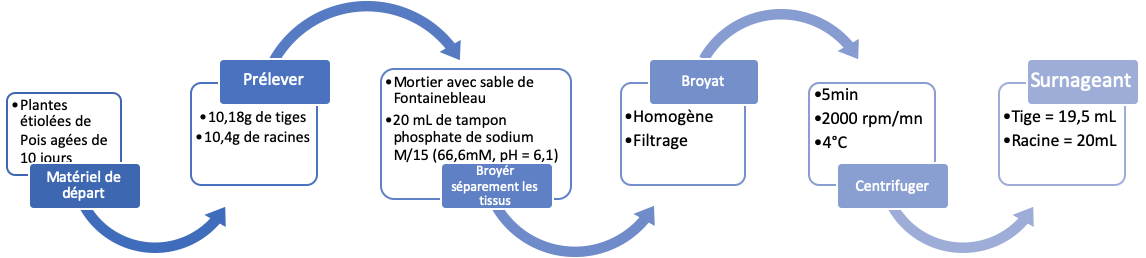 •Plantes
étiolées de
Pois agées de
10 jours
Matériel de
départ
Prélever
•10,18g de tiges
•10,4g de racines
•Mortier avec sable de
Fontainebleau
•20 mL de tampon
phosphate de sodium
M/15 (66,6mM, pH = 6,1)
Broyér
séparement les
tissus
Broyat
•Homogène
•Filtrage
•5min
•2000 rpm/mn
•4°C
Centrifuger
Surnageant
•Tige = 19,5 mL
•Racine = 20mL